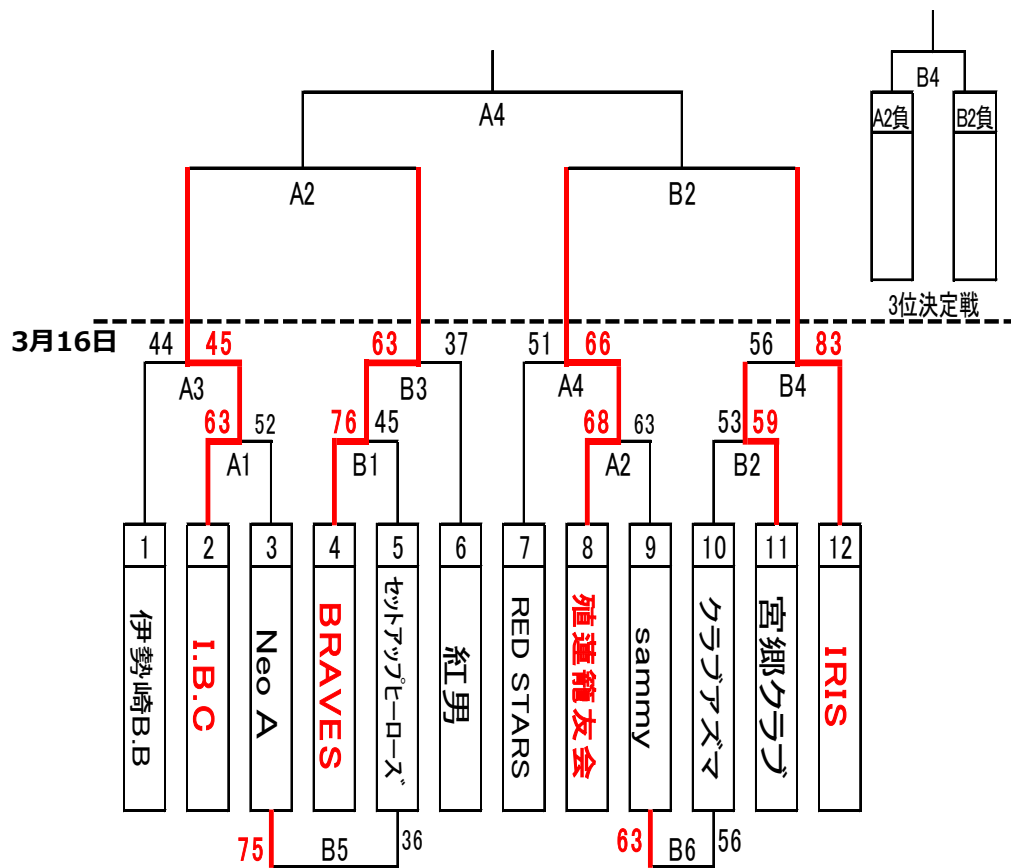 B4
A4
A2負 B2負
A2 B2
3位決定戦
3月16日
44 45 63 37 51 66 56 83
A3 B3 A4 B4
63 52 76 45 68 63 53 59
A1 B1 A2 B2
1 2 3 4 5 6 7 8 9 10 11 12
伊勢崎B.B
I.B.C
Neo A
BRAVES
セットアップヒーローズ
紅男
RED STARS
殖蓮籠友会
sammy
クラブアズマ
宮郷クラブ
IRIS
75 B5 36 63 B6 56